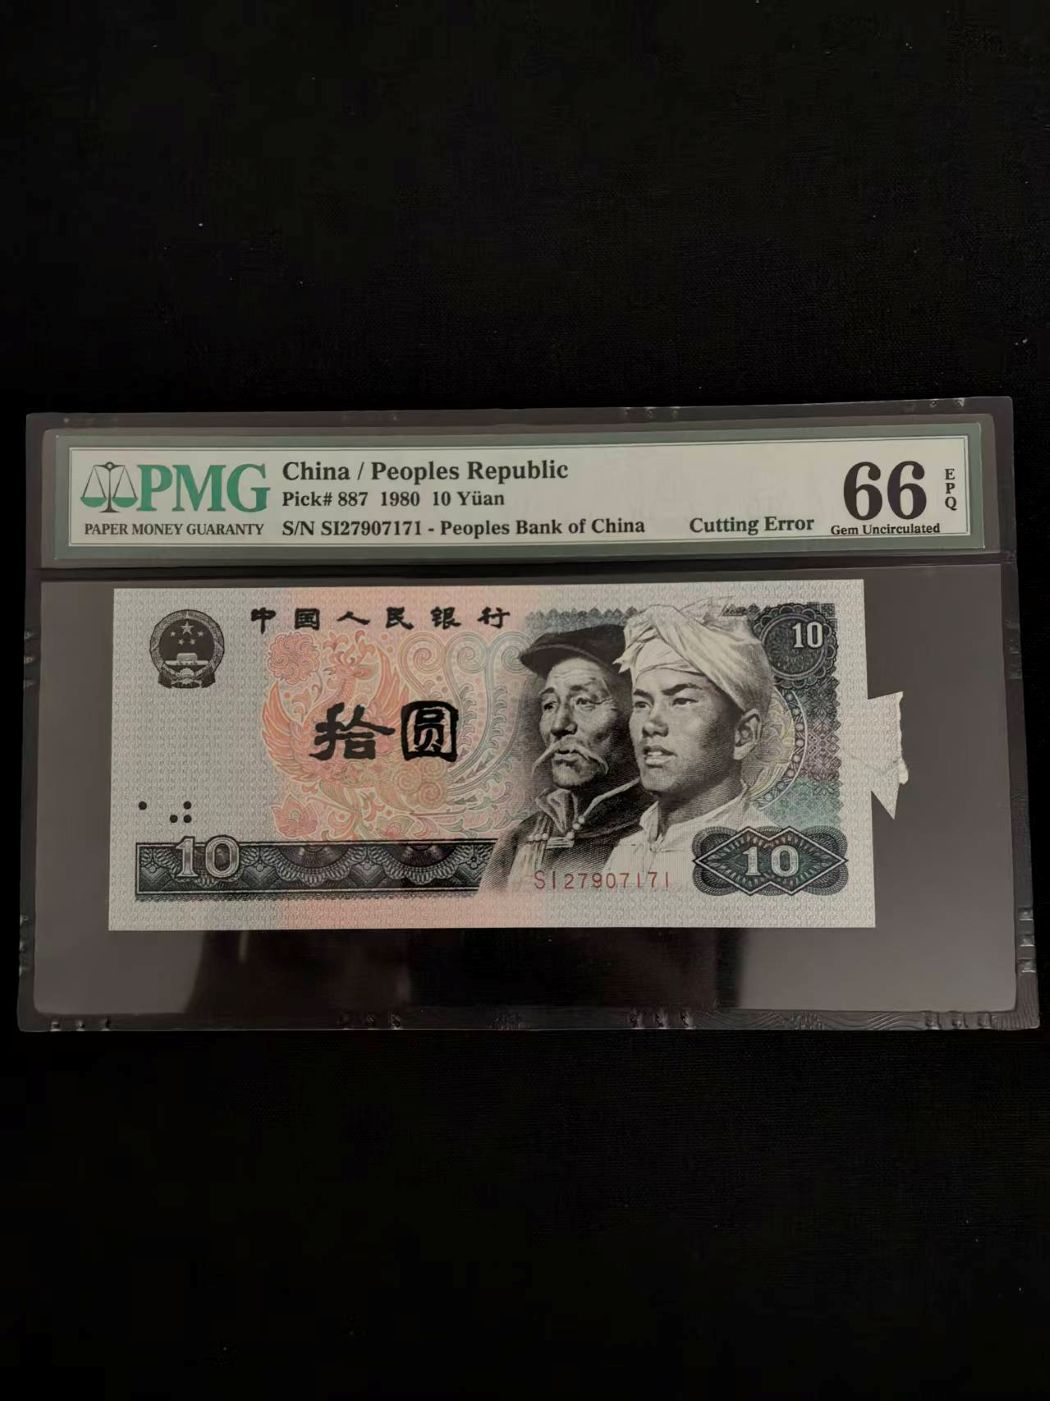 PMG
PAPER MONEY GUARANTY
China / Peoples Republic
Pick# 887 1980 10 Yüan
S/N SI27907171 - Peoples Bank of China
Cutting Error
66
EPQ
Gem Uncirculated
中国人民银行
10
拾圆
10
SI27907171
10